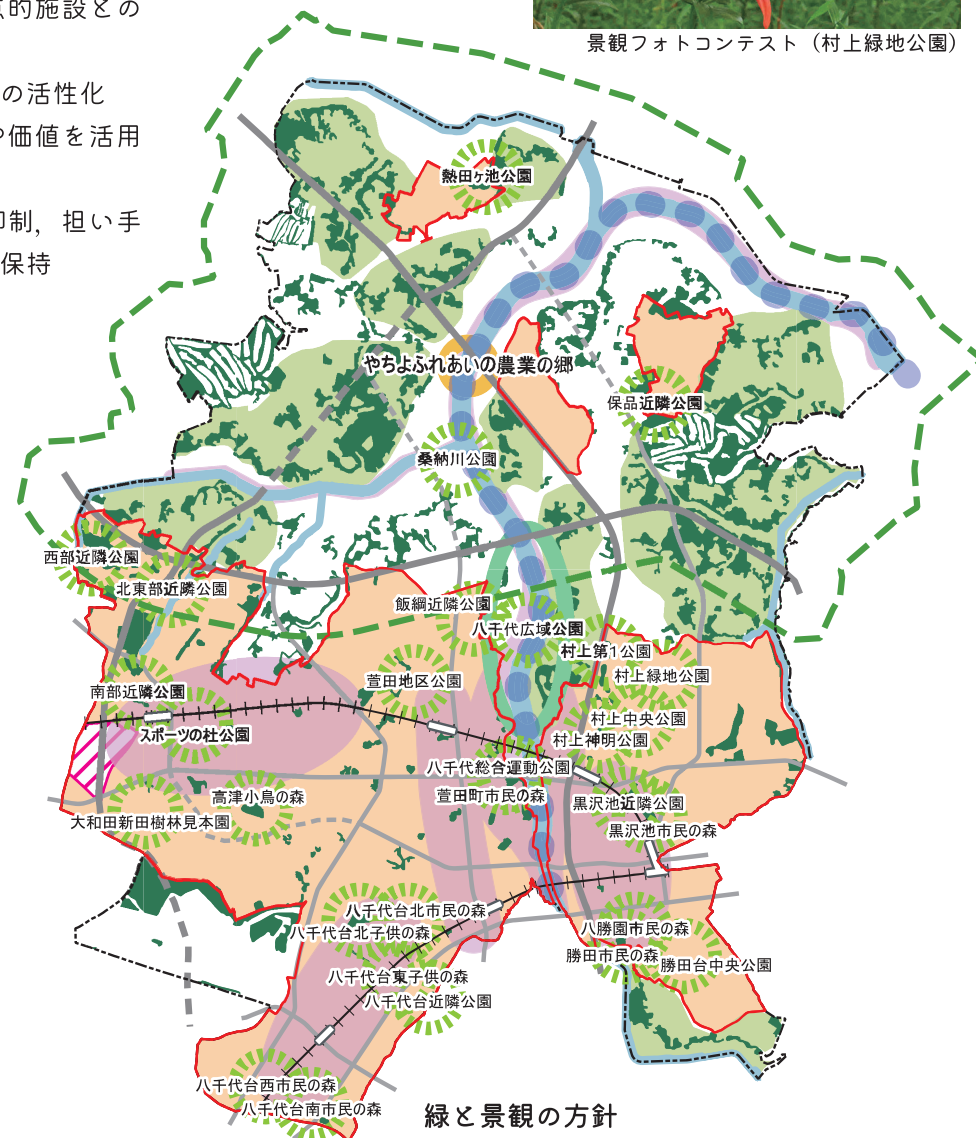 点的施設との
の活性化
や価値を活用
抑制，担い手
保持
景観フォトコンテスト（村上緑地公園）
熱田ヶ池公園
やちよふれあいの農業の郷
保品近隣公園
桑納川公園
西部近隣公園
北東部近隣公園
飯綱近隣公園
八千代広域公園
村上第1公園
萱田地区公園
村上緑地公園
南部近隣公園
村上中央公園
スポーツの杜公園
村上神明公園
八千代総合運動公園
高津小鳥の森
萱田町市民の森
黒沢池近隣公園
大和田新田樹林見本園
黒沢池市民の森
八千代台北市民の森
八千代台北子供の森
八勝園市民の森
勝田市民の森
勝田台中央公園
八千代台東子供の森
八千代台近隣公園
八千代台西市民の森
八千代台南市民の森
緑と景観の方針